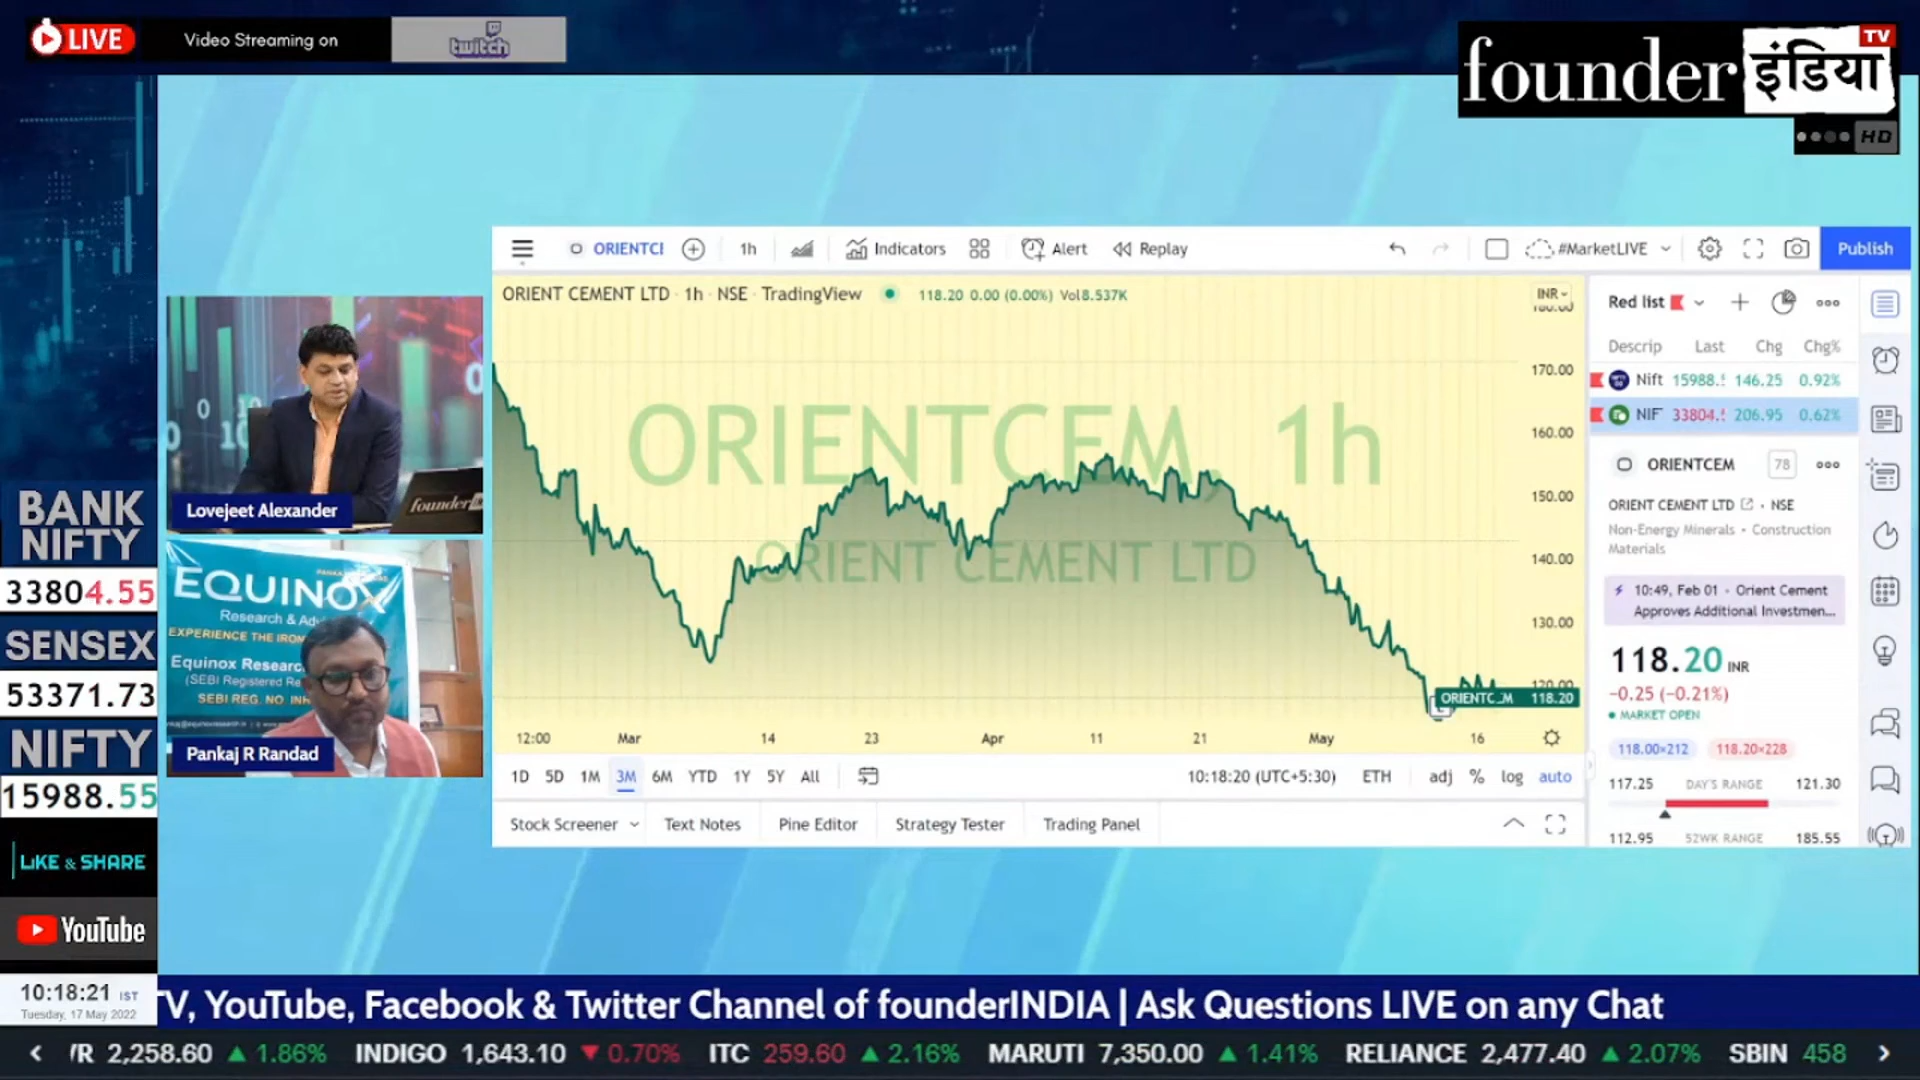 LIVE
Video Streaming on
twitch
founder इंडिया TV
HD
BANK
NIFTY
33804.55
SENSEX
53371.73
NIFTY
15988.55
LIKE & SHARE
YouTube
10:18:21 IST
Tuesday, 17 May 2022
founder
Lovejeet Alexander
EQUINOX
Research &
EXPERIENCE THE
Equinox
(SEBI Registered
SEBI REG. NO.
Pankaj R Randad
ORIENTCI
1h
Indicators
Alert
Replay
#MarketLIVE
Publish
ORIENT CEMENT LTD · 1h · NSE · TradingView
118.20 0.00 (0.00%) Vol8.537K
INR
ORIENTCEM, 1h
ORIENT CEMENT LTD
180.00
170.00
160.00
150.00
140.00
130.00
120.00
118.20
12:00 Mar 14 23 Apr 11 21 May 16
1D 5D 1M 3M 6M YTD 1Y 5Y All
10:18:20 (UTC+5:30) ETH adj % log auto
Stock Screener Text Notes Pine Editor Strategy Tester Trading Panel
Red list
Descrip Last Chg Chg%
Nift 15988.5 146.25 0.92%
NIF 33804.5 206.95 0.62%
ORIENTCEM 78
ORIENT CEMENT LTD · NSE
Non-Energy Minerals · Construction
Materials
10:49, Feb 01 - Orient Cement
Approves Additional Investmen...
118.20 INR
−0.25 (−0.21%)
MARKET OPEN
118.00×212 118.20×228
117.25 DAY'S RANGE 121.30
112.95 52WK RANGE 185.55
TV, YouTube, Facebook & Twitter Channel of founderINDIA | Ask Questions LIVE on any Chat
2,258.60 ▲ 1.86% INDIGO 1,643.10 ▼ 0.70% ITC 259.60 ▲ 2.16% MARUTI 7,350.00 ▲ 1.41% RELIANCE 2,477.40 ▲ 2.07% SBIN 458